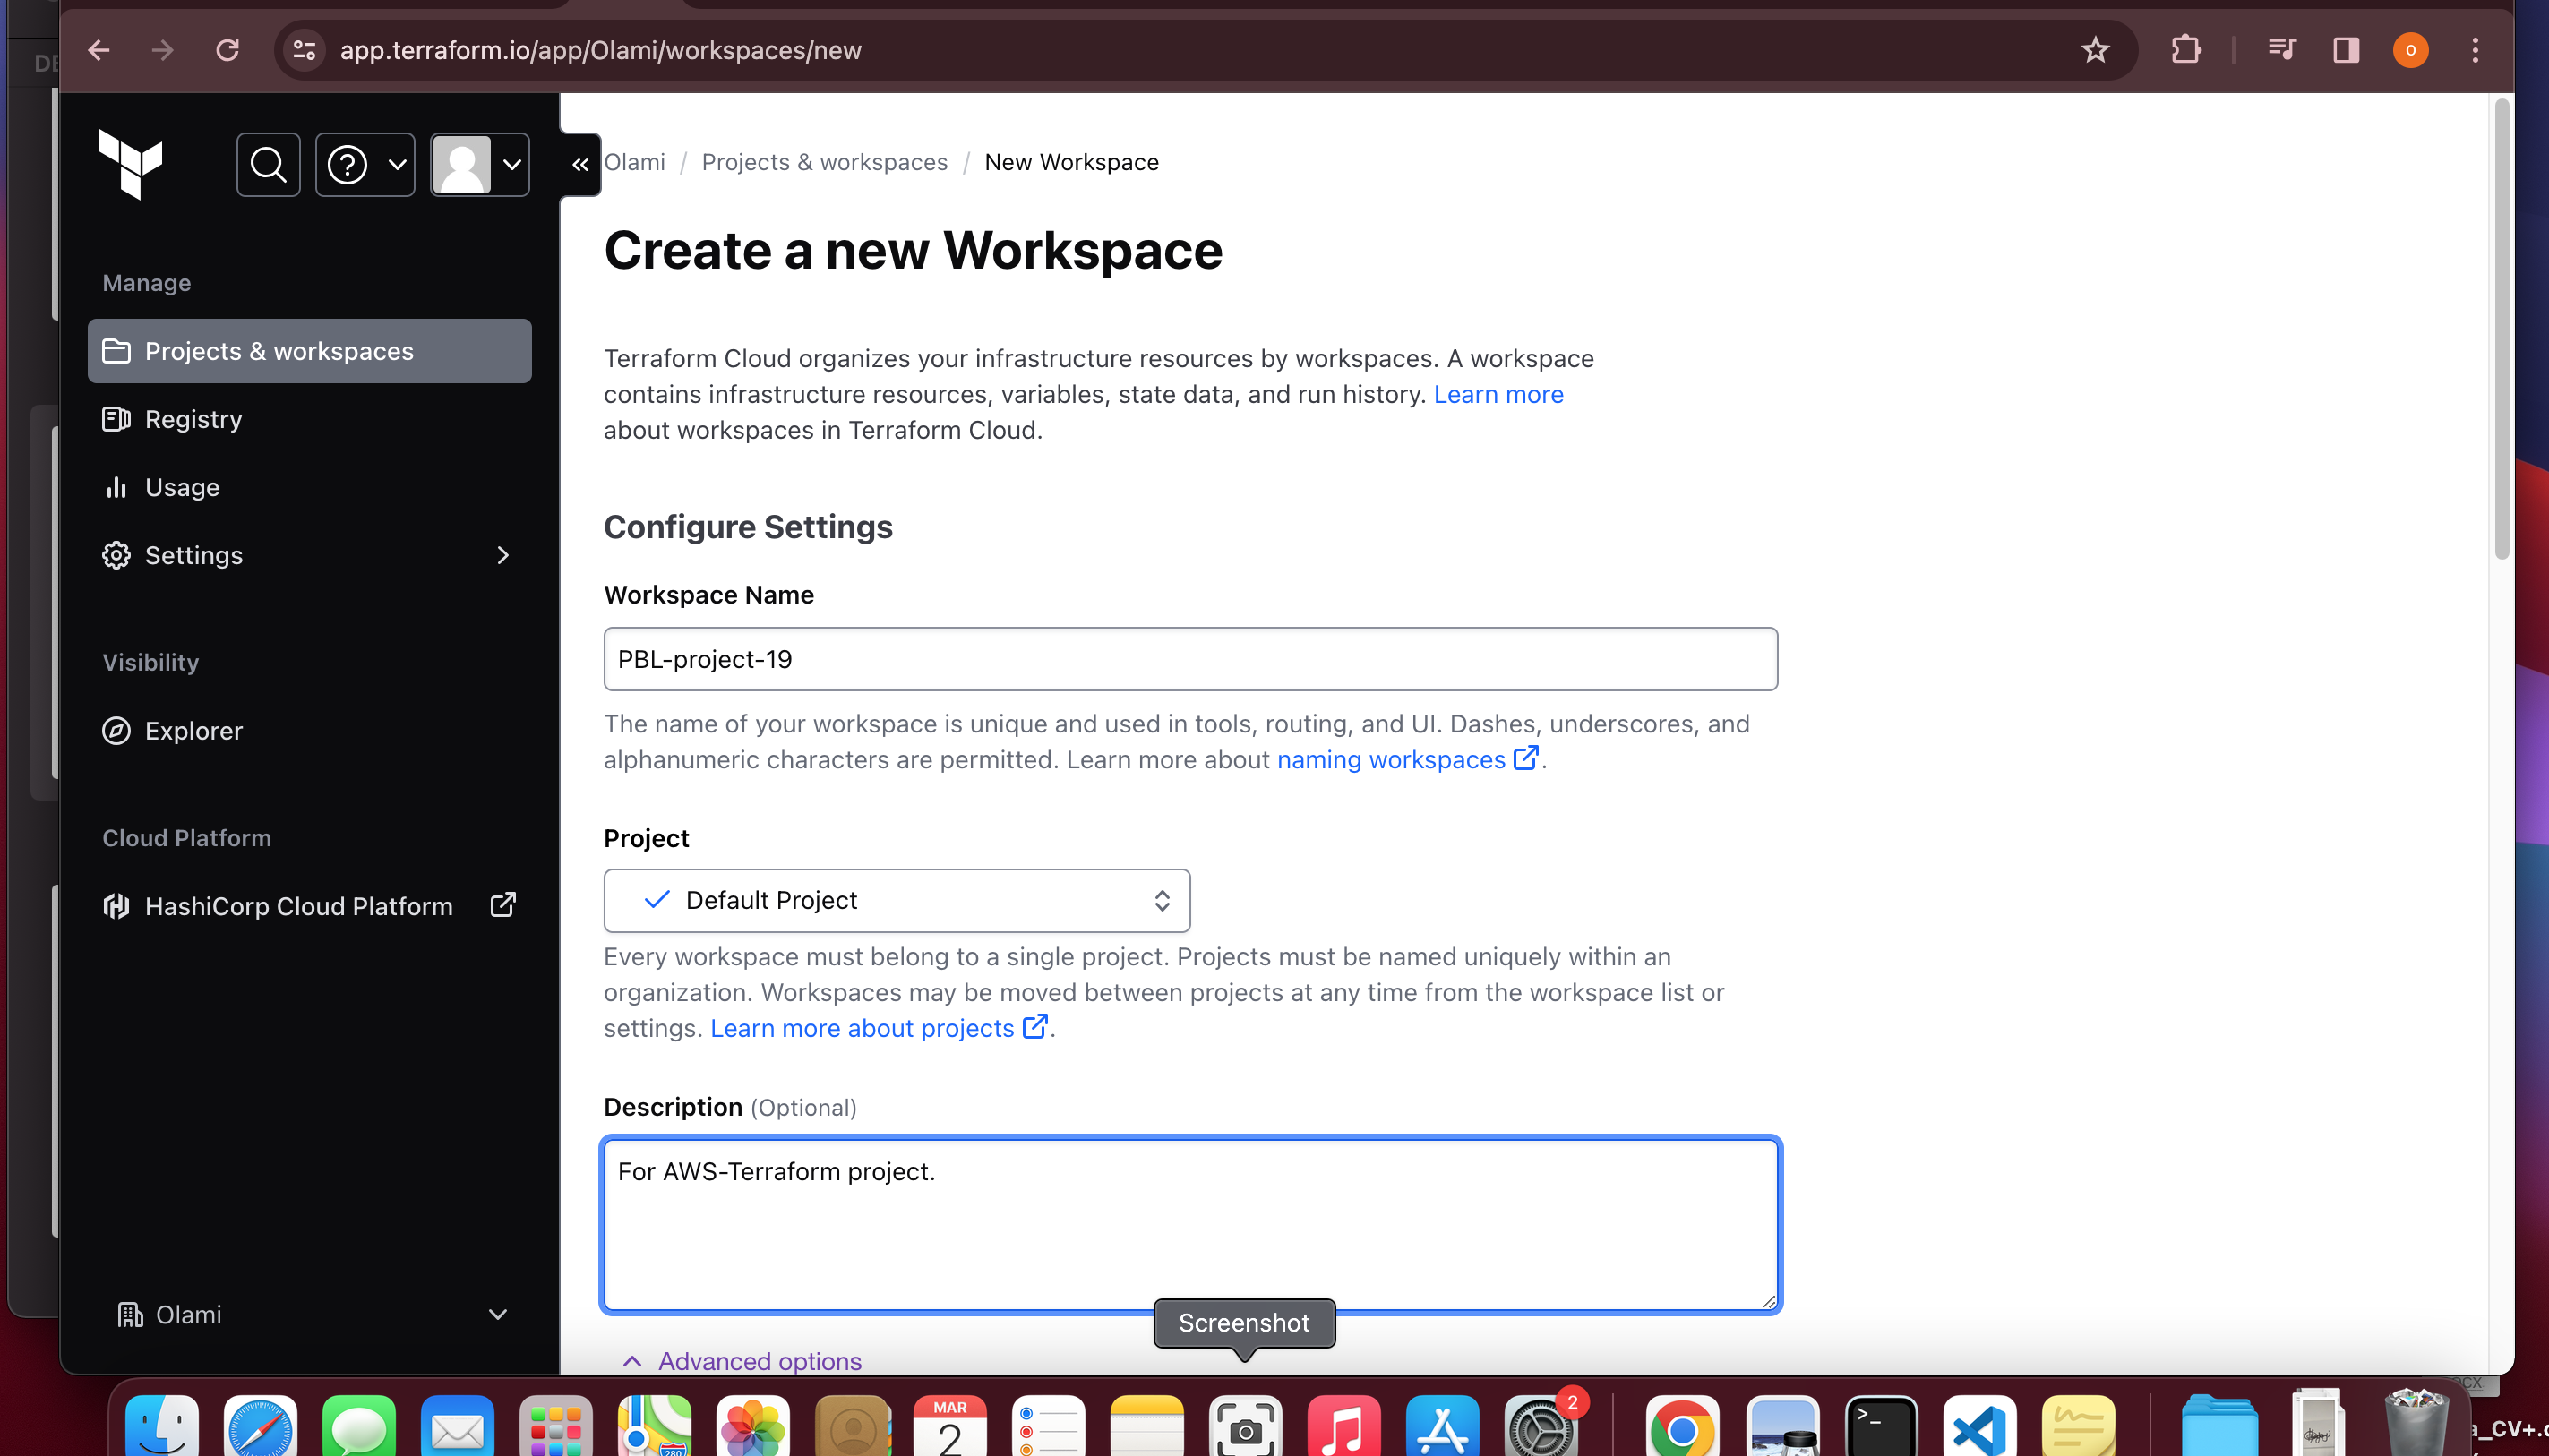 DE
app.terraform.io/app/Olami/workspaces/new
o
Olami / Projects & workspaces / New Workspace
Create a new Workspace
Manage
Projects & workspaces
Registry
Usage
Settings
Visibility
Explorer
Cloud Platform
HashiCorp Cloud Platform
Olami
Terraform Cloud organizes your infrastructure resources by workspaces. A workspace
contains infrastructure resources, variables, state data, and run history. Learn more
about workspaces in Terraform Cloud.
Configure Settings
Workspace Name
PBL-project-19
The name of your workspace is unique and used in tools, routing, and UI. Dashes, underscores, and
alphanumeric characters are permitted. Learn more about naming workspaces.
Project
Default Project
Every workspace must belong to a single project. Projects must be named uniquely within an
organization. Workspaces may be moved between projects at any time from the workspace list or
settings. Learn more about projects.
Description (Optional)
For AWS-Terraform project.
Screenshot
Advanced options
MAR
2
280
2
>_
a_CV+.d